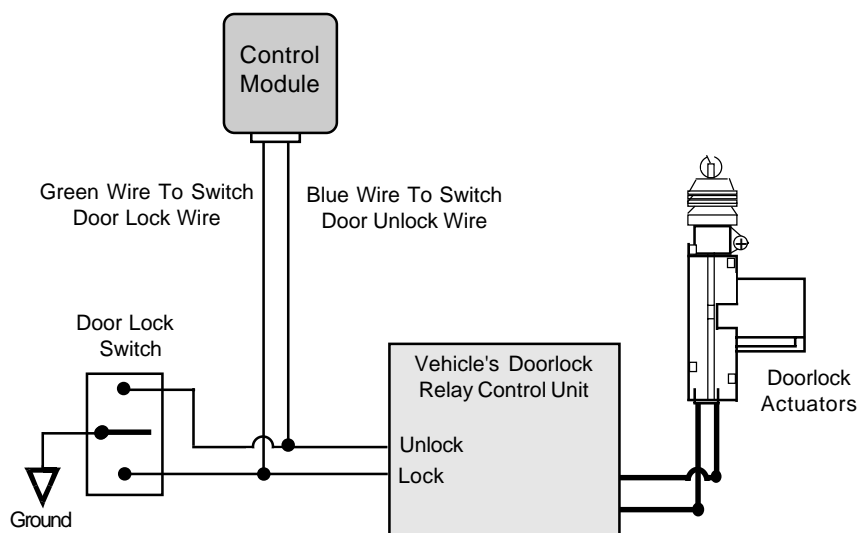 Control
Module
Green Wire To Switch
Door Lock Wire
Blue Wire To Switch
Door Unlock Wire
Door Lock
Switch
Vehicle's Doorlock
Relay Control Unit
Doorlock
Actuators
Unlock
Lock
Ground